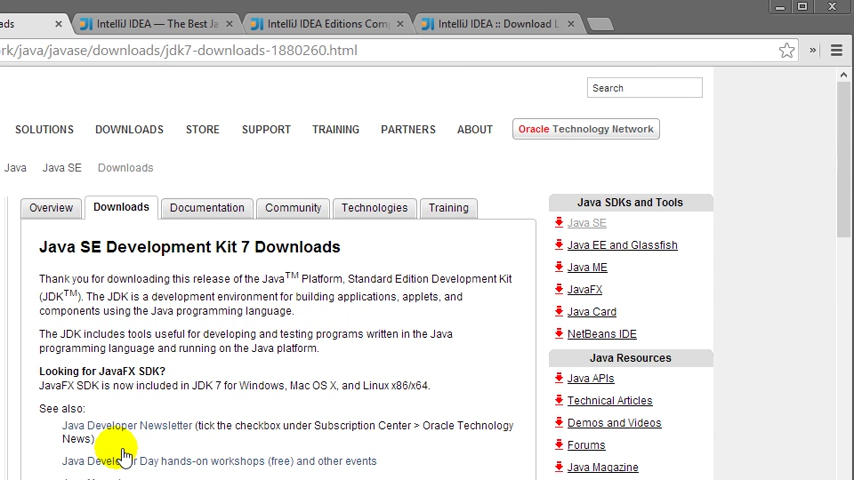 ads
IntelliJ IDEA — The Best Ja
IntelliJ IDEA Editions Comp
IntelliJ IDEA :: Download L
rk/java/javase/downloads/jdk7-downloads-1880260.html
Search
SOLUTIONS DOWNLOADS STORE SUPPORT TRAINING PARTNERS ABOUT Oracle Technology Network
Java Java SE Downloads
Overview Downloads Documentation Community Technologies Training
Java SE Development Kit 7 Downloads
Thank you for downloading this release of the Java™ Platform, Standard Edition Development Kit
(JDK™). The JDK is a development environment for building applications, applets, and
components using the Java programming language.
The JDK includes tools useful for developing and testing programs written in the Java
programming language and running on the Java platform.
Looking for JavaFX SDK?
JavaFX SDK is now included in JDK 7 for Windows, Mac OS X, and Linux x86/x64.
See also:
Java Developer Newsletter (tick the checkbox under Subscription Center > Oracle Technology
News)
Java Developer Day hands-on workshops (free) and other events
Java SDKs and Tools
Java SE
Java EE and Glassfish
Java ME
JavaFX
Java Card
NetBeans IDE
Java Resources
Java APIs
Technical Articles
Demos and Videos
Forums
Java Magazine